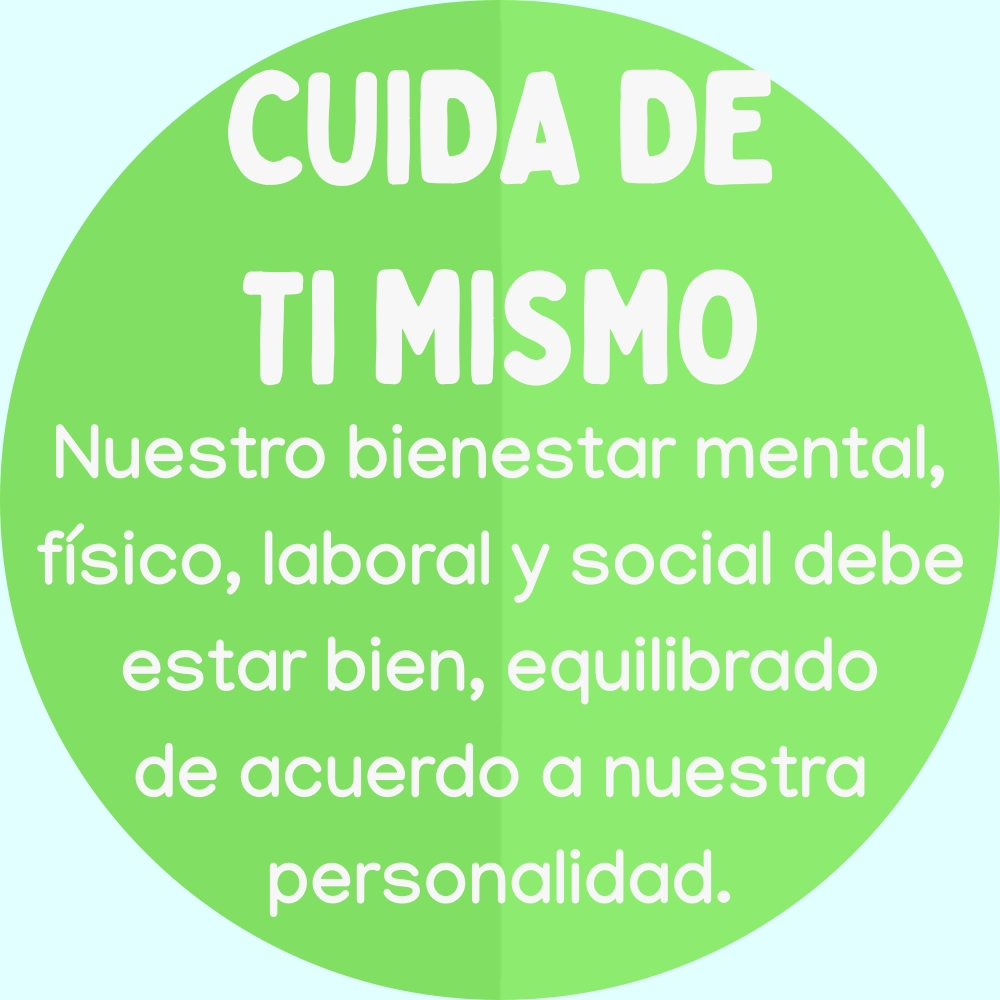 CUIDA DE
TI MISMO
Nuestro bienestar mental,
físico, laboral y social debe
estar bien, equilibrado
de acuerdo a nuestra
personalidad.